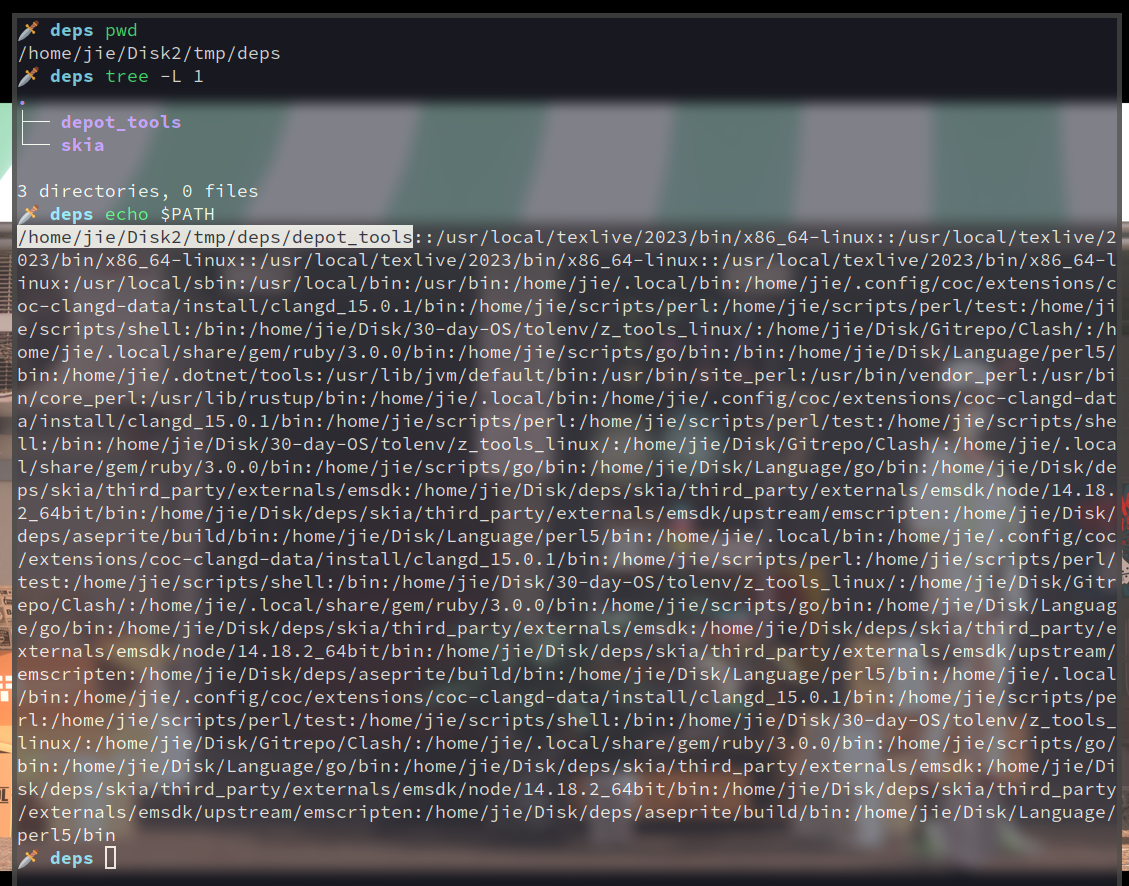 🗡 deps pwd
/home/jie/Disk2/tmp/deps
🗡 deps tree -L 1
.
├── depot_tools
└── skia
3 directories, 0 files
🗡 deps echo $PATH
/home/jie/Disk2/tmp/deps/depot_tools::/usr/local/texlive/2023/bin/x86_64-linux::/usr/local/texlive/2
023/bin/x86_64-linux::/usr/local/texlive/2023/bin/x86_64-linux::/usr/local/texlive/2023/bin/x86_64-l
inux:/usr/local/sbin:/usr/local/bin:/usr/bin:/home/jie/.local/bin:/home/jie/.config/coc/extensions/c
oc-clangd-data/install/clangd_15.0.1/bin:/home/jie/scripts/perl:/home/jie/scripts/perl/test:/home/ji
e/scripts/shell:/bin:/home/jie/Disk/30-day-OS/tolenv/z_tools_linux/:/home/jie/Disk/Gitrepo/Clash/:/h
ome/jie/.local/share/gem/ruby/3.0.0/bin:/home/jie/scripts/go/bin:/bin:/home/jie/Disk/Language/perl5/
bin:/home/jie/.dotnet/tools:/usr/lib/jvm/default/bin:/usr/bin/site_perl:/usr/bin/vendor_perl:/usr/bi
n/core_perl:/usr/lib/rustup/bin:/home/jie/.local/bin:/home/jie/.config/coc/extensions/coc-clangd-dat
a/install/clangd_15.0.1/bin:/home/jie/scripts/perl:/home/jie/scripts/perl/test:/home/jie/scripts/she
ll:/bin:/home/jie/Disk/30-day-OS/tolenv/z_tools_linux/:/home/jie/Disk/Gitrepo/Clash/:/home/jie/.loca
l/share/gem/ruby/3.0.0/bin:/home/jie/scripts/go/bin:/home/jie/Disk/Language/go/bin:/home/jie/Disk/de
ps/skia/third_party/externals/emsdk:/home/jie/Disk/deps/skia/third_party/externals/emsdk/node/14.18.
2_64bit/bin:/home/jie/Disk/deps/skia/third_party/externals/emsdk/upstream/emscripten:/home/jie/Disk/
deps/aseprite/build/bin:/home/jie/Disk/Language/perl5/bin:/home/jie/.local/bin:/home/jie/.config/coc
/extensions/coc-clangd-data/install/clangd_15.0.1/bin:/home/jie/scripts/perl:/home/jie/scripts/perl/
test:/home/jie/scripts/shell:/bin:/home/jie/Disk/30-day-OS/tolenv/z_tools_linux/:/home/jie/Disk/Gitr
epo/Clash/:/home/jie/.local/share/gem/ruby/3.0.0/bin:/home/jie/scripts/go/bin:/home/jie/Disk/Languag
e/go/bin:/home/jie/Disk/deps/skia/third_party/externals/emsdk:/home/jie/Disk/deps/skia/third_party/e
xternals/emsdk/node/14.18.2_64bit/bin:/home/jie/Disk/deps/skia/third_party/externals/emsdk/upstream/
emscripten:/home/jie/Disk/deps/aseprite/build/bin:/home/jie/Disk/Language/perl5/bin:/home/jie/.local
/bin:/home/jie/.config/coc/extensions/coc-clangd-data/install/clangd_15.0.1/bin:/home/jie/scripts/pe
rl:/home/jie/scripts/perl/test:/home/jie/scripts/shell:/bin:/home/jie/Disk/30-day-OS/tolenv/z_tools_
linux/:/home/jie/Disk/Gitrepo/Clash/:/home/jie/.local/share/gem/ruby/3.0.0/bin:/home/jie/scripts/go/
bin:/home/jie/Disk/Language/go/bin:/home/jie/Disk/deps/skia/third_party/externals/emsdk:/home/jie/Di
sk/deps/skia/third_party/externals/emsdk/node/14.18.2_64bit/bin:/home/jie/Disk/deps/skia/third_party
/externals/emsdk/upstream/emscripten:/home/jie/Disk/deps/aseprite/build/bin:/home/jie/Disk/Language/
perl5/bin
🗡 deps